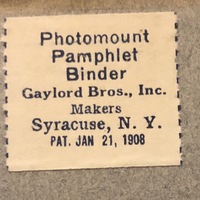 Photomount
Pamphlet
Binder
Gaylord Bros., Inc.
Makers
Syracuse, N. Y.
PAT. JAN 21, 1908